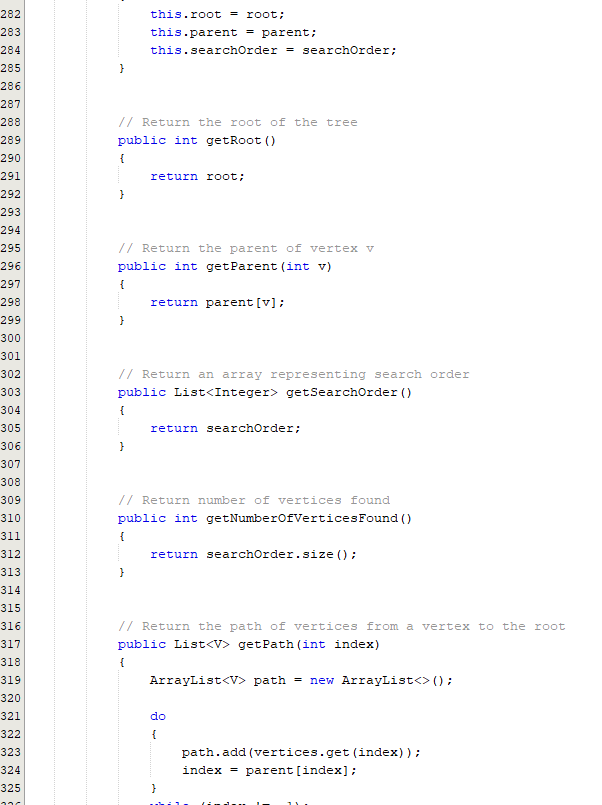 282 this.root = root;
283 this.parent = parent;
284 this.searchOrder = searchOrder;
285 }
286
287
288 // Return the root of the tree
289 public int getRoot()
290 {
291 return root;
292 }
293
294
295 // Return the parent of vertex v
296 public int getParent(int v)
297 {
298 return parent[v];
299 }
300
301
302 // Return an array representing search order
303 public List<Integer> getSearchOrder()
304 {
305 return searchOrder;
306 }
307
308
309 // Return number of vertices found
310 public int getNumberOfVerticesFound()
311 {
312 return searchOrder.size();
313 }
314
315
316 // Return the path of vertices from a vertex to the root
317 public List<V> getPath(int index)
318 {
319 ArrayList<V> path = new ArrayList<>();
320
321 do
322 {
323 path.add(vertices.get(index));
324 index = parent[index];
325 }